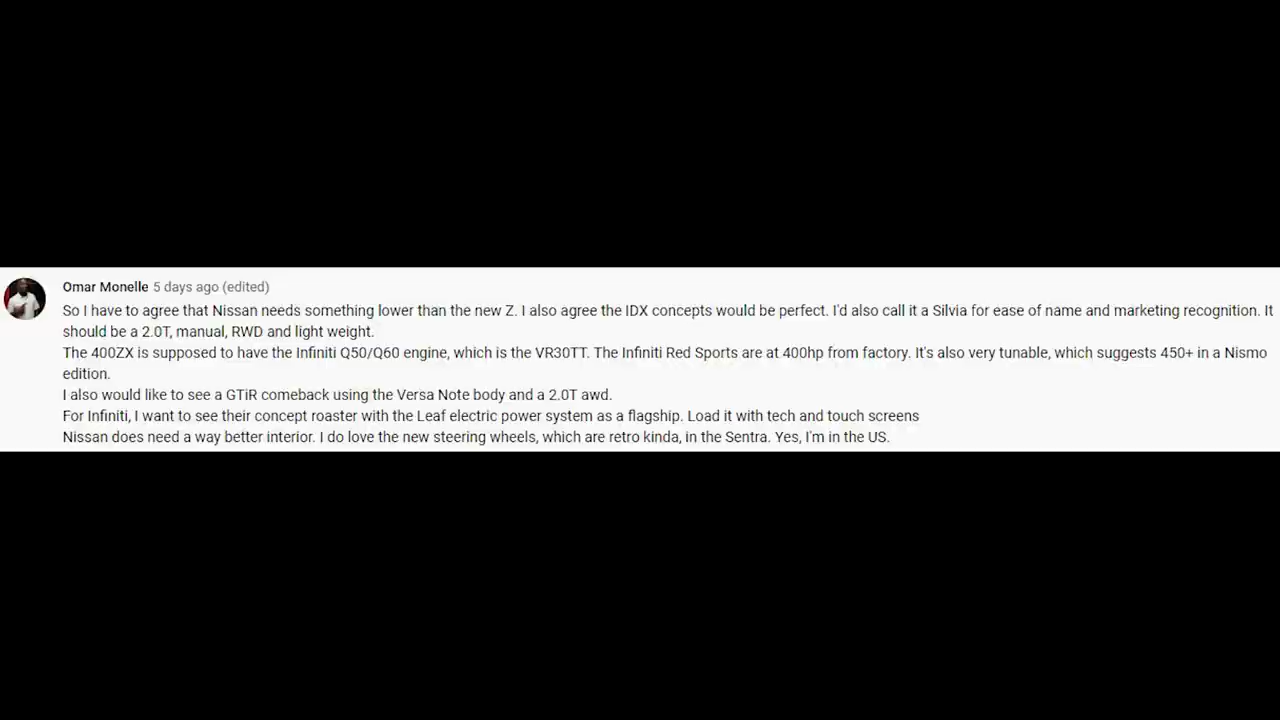 Omar Monelle 5 days ago (edited)
So I have to agree that Nissan needs something lower than the new Z. I also agree the IDX concepts would be perfect. I'd also call it a Silvia for ease of name and marketing recognition. It
should be a 2.0T, manual, RWD and light weight.
The 400ZX is supposed to have the Infiniti Q50/Q60 engine, which is the VR30TT. The Infiniti Red Sports are at 400hp from factory. It's also very tunable, which suggests 450+ in a Nismo
edition.
I also would like to see a GTiR comeback using the Versa Note body and a 2.0T awd.
For Infiniti, I want to see their concept roaster with the Leaf electric power system as a flagship. Load it with tech and touch screens
Nissan does need a way better interior. I do love the new steering wheels, which are retro kinda, in the Sentra. Yes, I'm in the US.